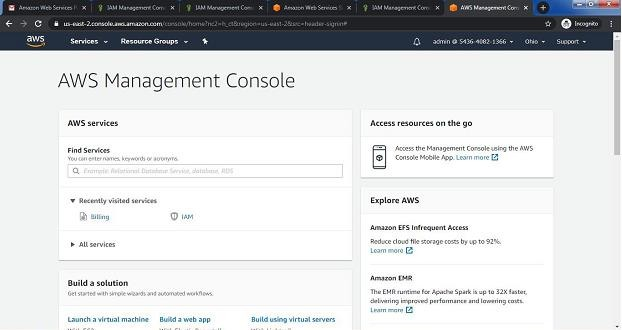 Amazon Web Services
IAM Management Cons
Amazon Web Services
IAM Management Cons
AWS Management Consol
us-east-2.console.aws.amazon.com/console/home?nc2=h_ct&region=us-east-2&src=header-signin#
Incognito
aws
Services
Resource Groups
admin @ 5436-4082-1366
Ohio
Support
AWS Management Console
AWS services
Find Services
You can enter names, keywords or acronyms.
Example: Relational Database Service, database, RDS
Recently visited services
Billing
IAM
All services
Build a solution
Get started with simple wizards and automated workflows.
Launch a virtual machine
Build a web app
Build using virtual servers
Access resources on the go
Access the Management Console using the AWS
Console Mobile App. Learn more
Explore AWS
Amazon EFS Infrequent Access
Reduce cloud file storage costs by up to 92%.
Learn more
Amazon EMR
The EMR runtime for Apache Spark is up to 32X faster,
delivering improved performance and lowering costs.
Learn more